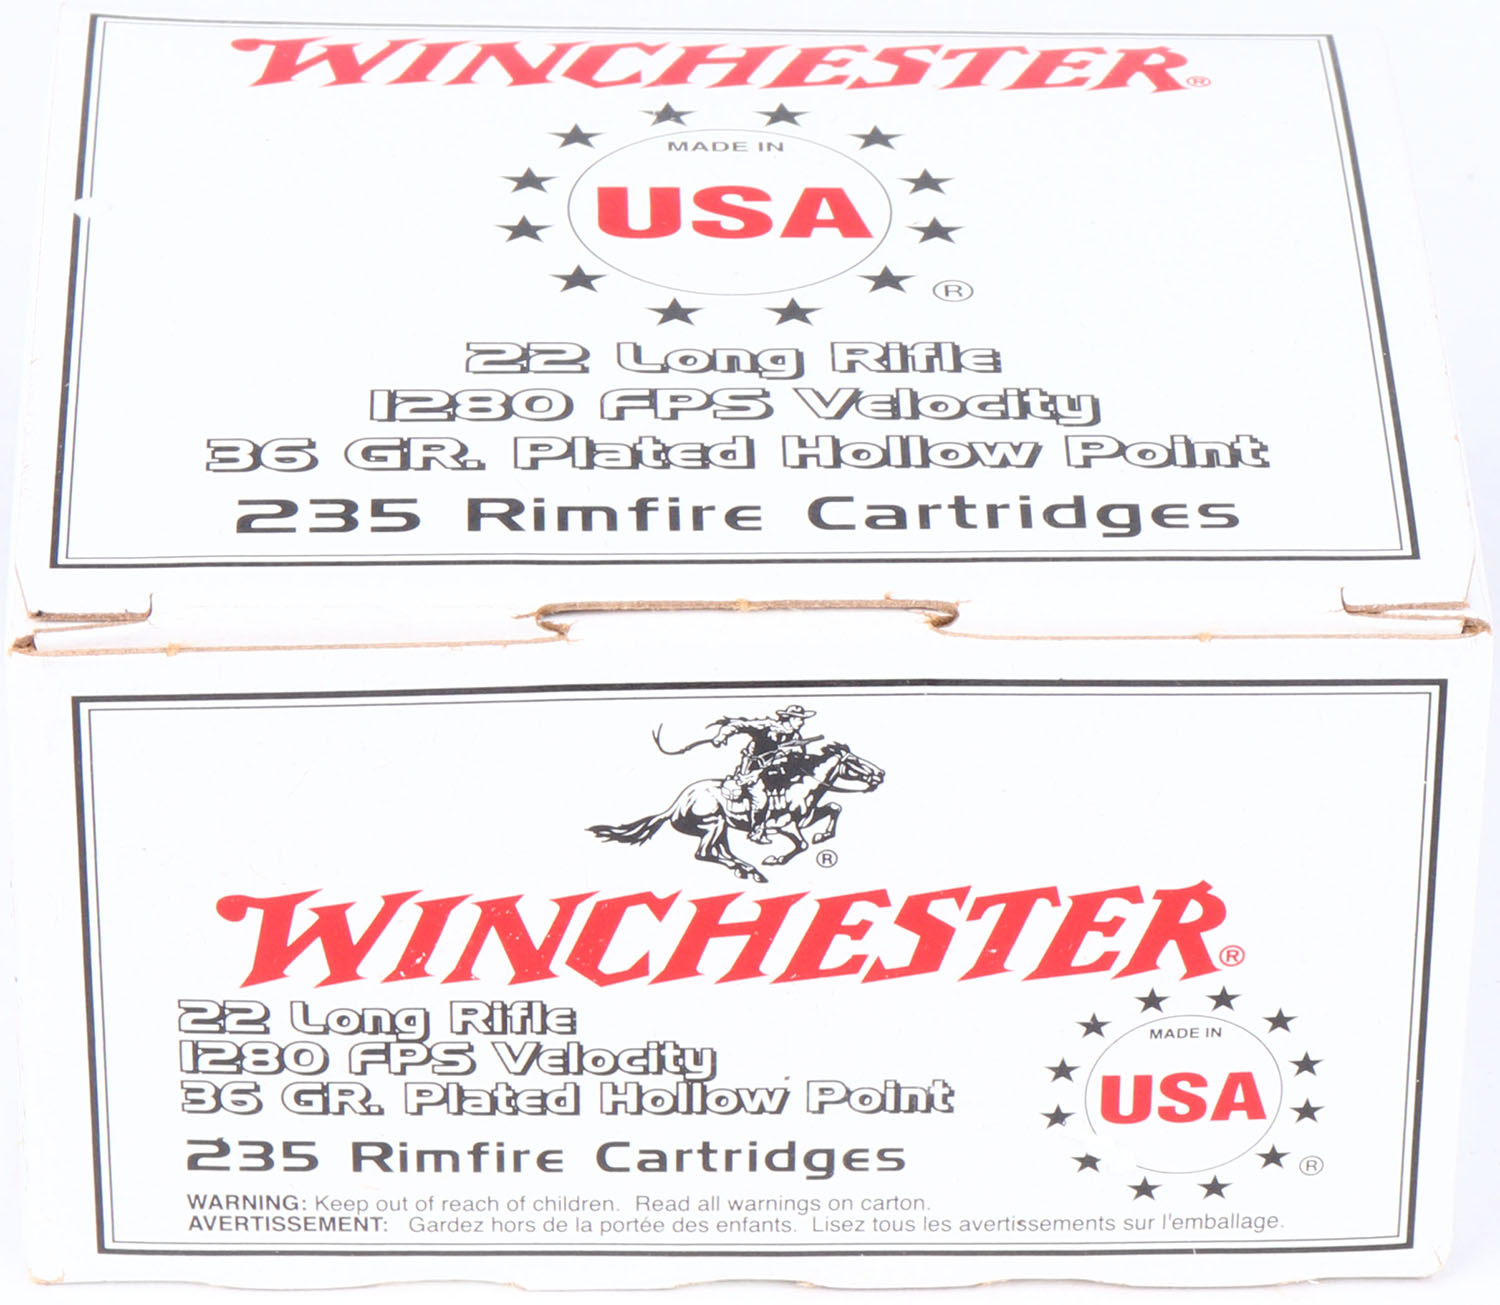 WINCHESTER®
MADE IN
USA
®
22 Long Rifle
1280 FPS Velocity
36 GR. Plated Hollow Point
235 Rimfire Cartridges
®
WINCHESTER®
22 Long Rifle
1280 FPS Velocity
36 GR. Plated Hollow Point
235 Rimfire Cartridges
MADE IN
USA
®
WARNING: Keep out of reach of children. Read all warnings on carton.
AVERTISSEMENT: Gardez hors de la portée des enfants. Lisez tous les avertissements sur l'emballage.